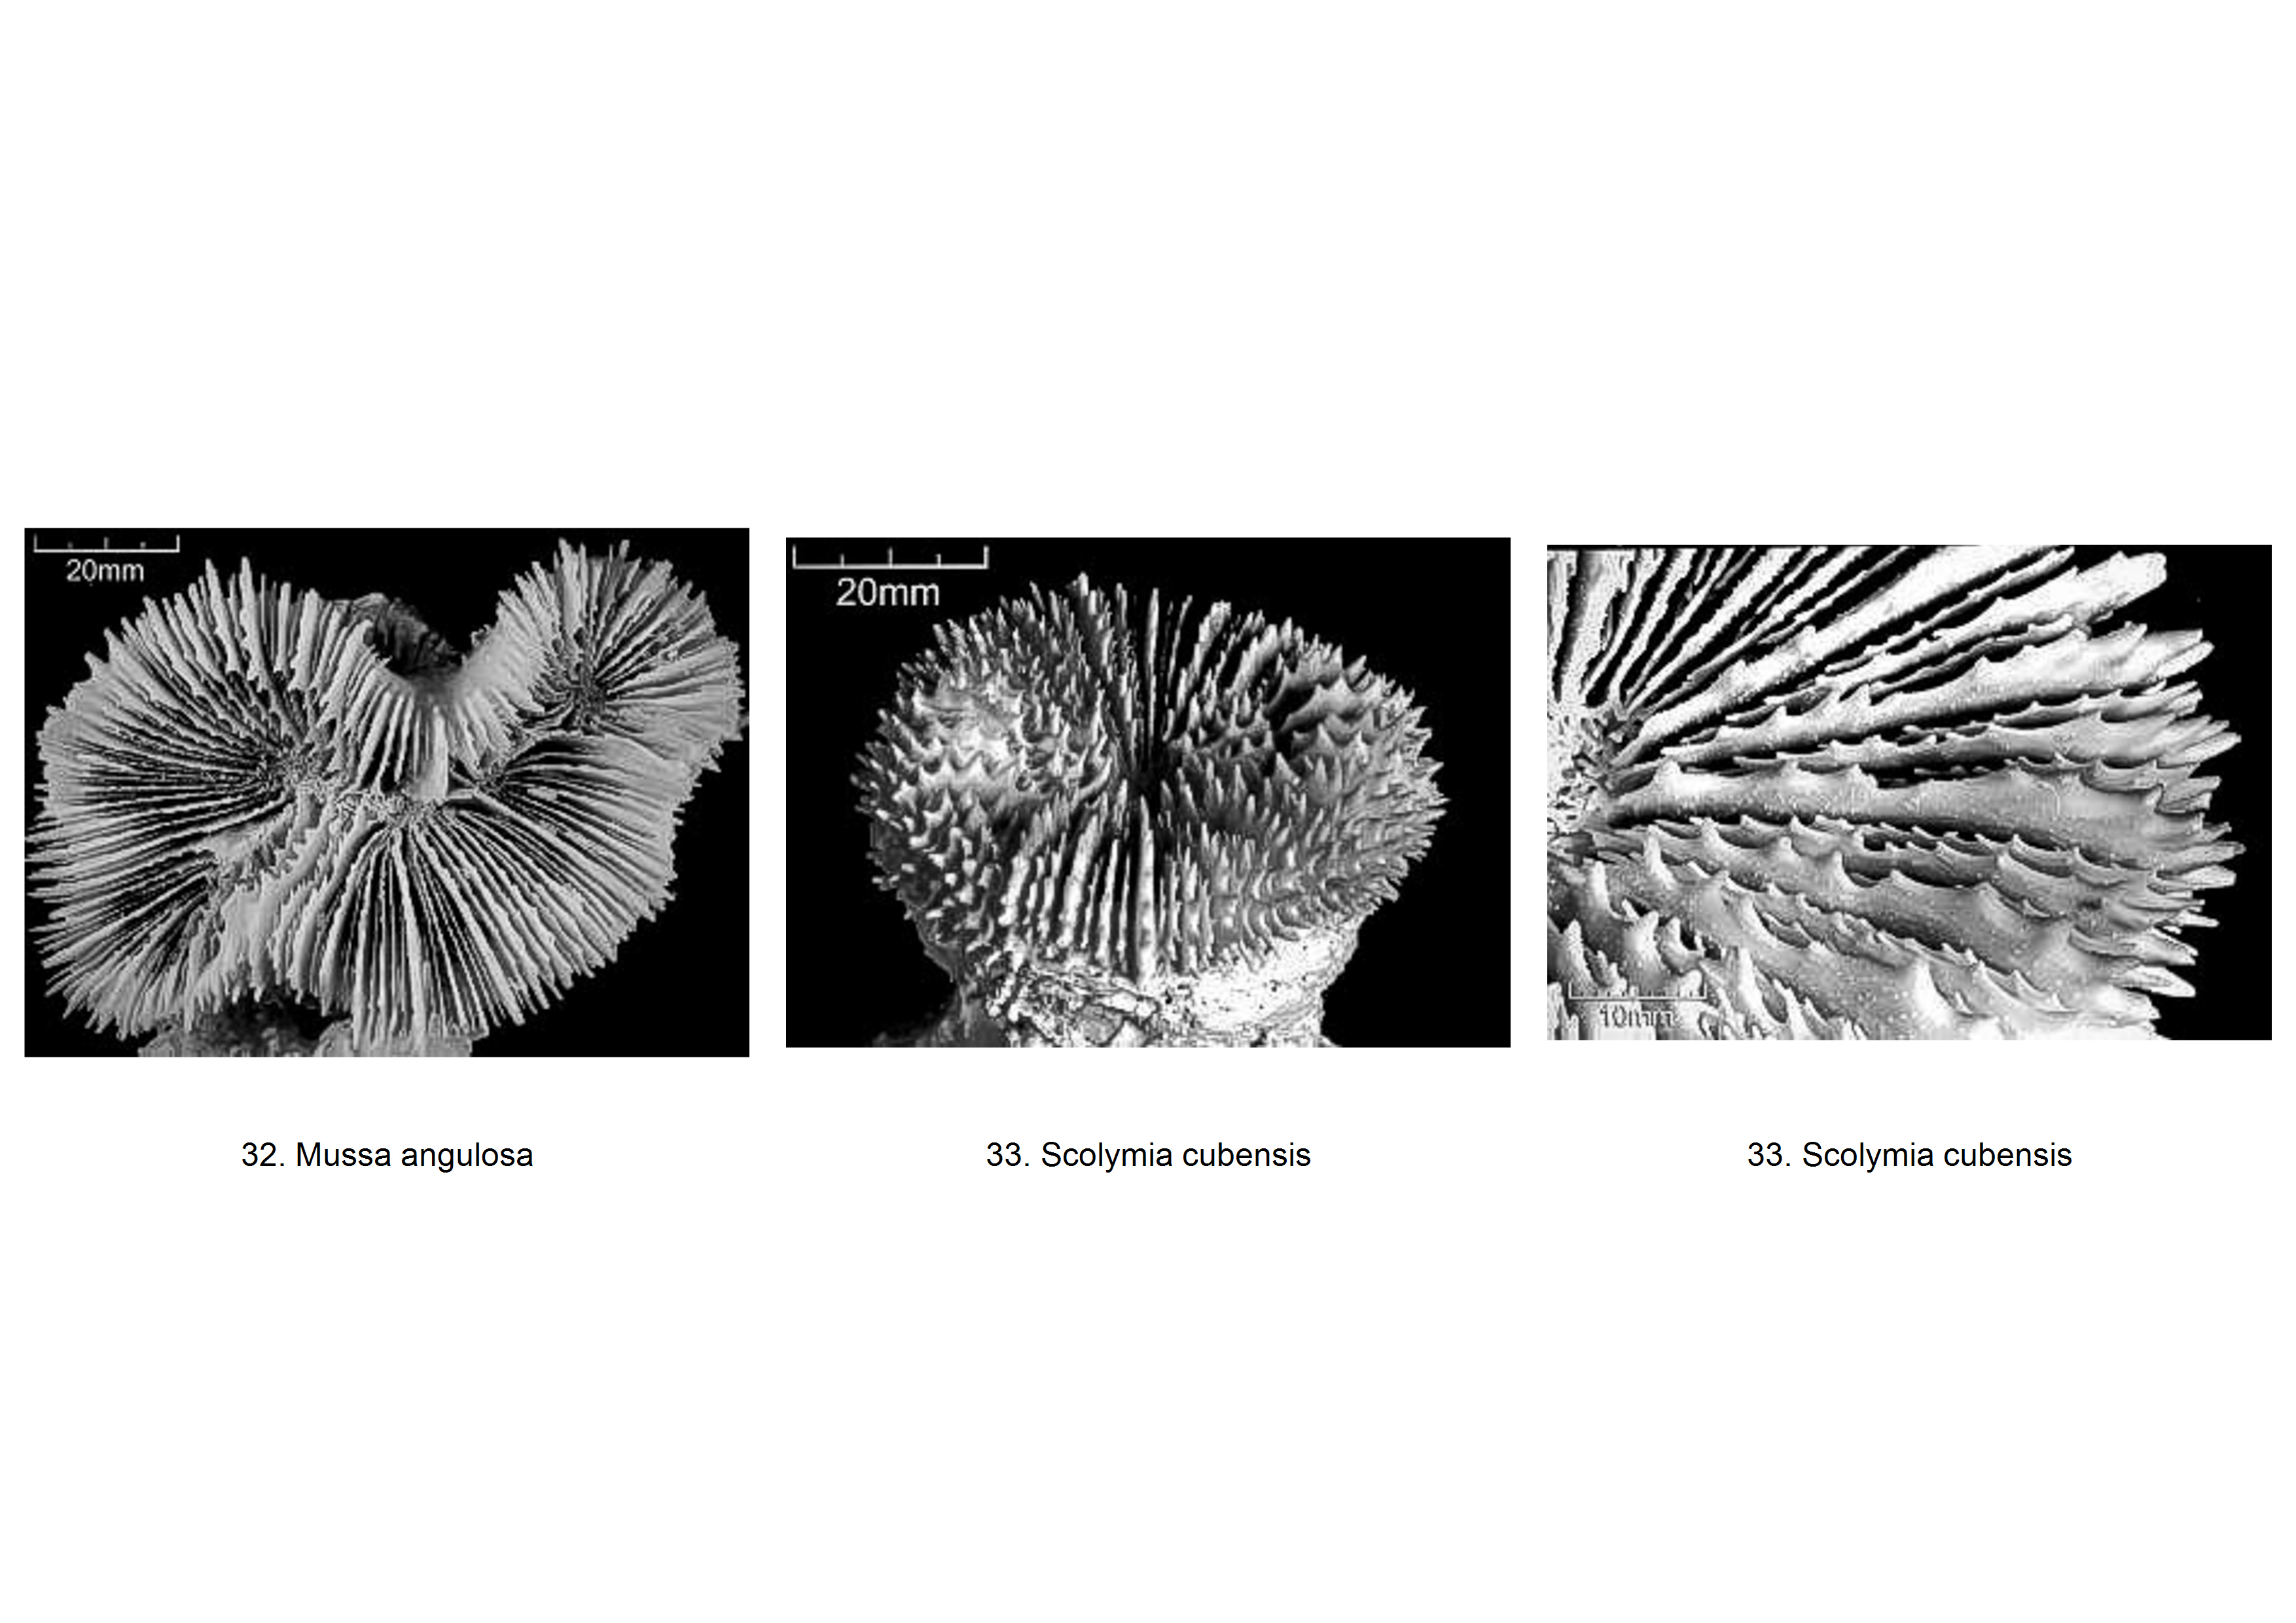 20mm
20mm
10mm
32. Mussa angulosa
33. Scolymia cubensis
33. Scolymia cubensis